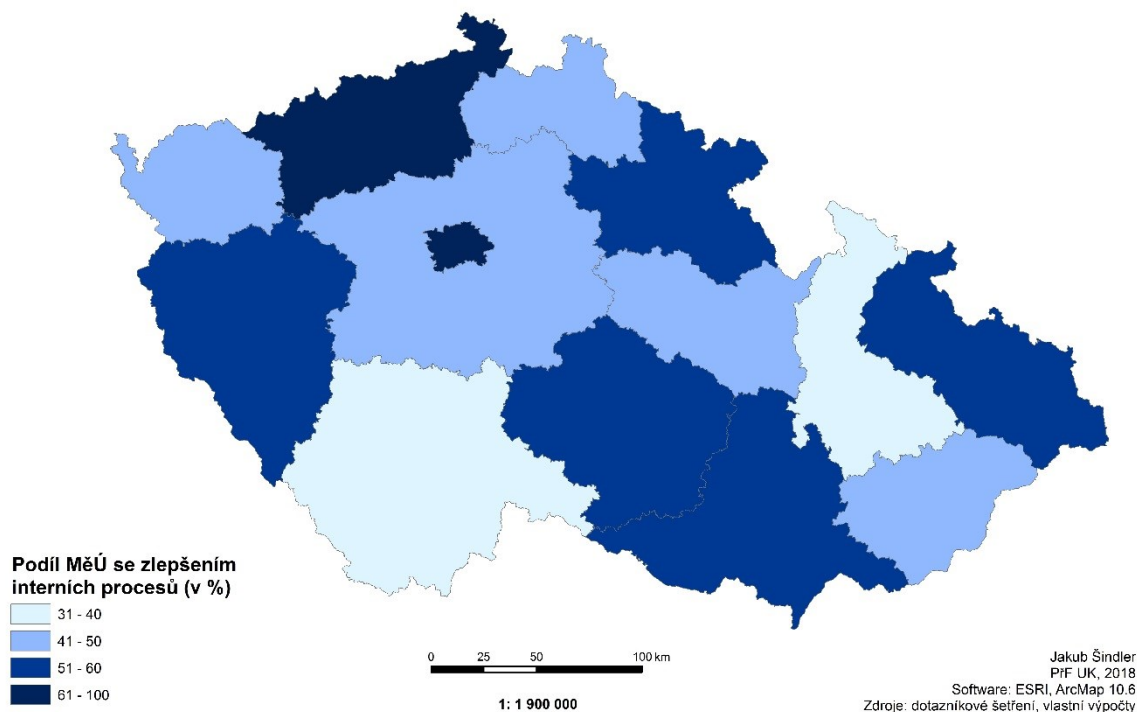 Podíl MěÚ se zlepšením
interních procesů (v %)
31 - 40
41 - 50
51 - 60
61 - 100
0 25 50 100 km
1: 1 900 000
Jakub Šindler
PřF UK, 2018
Software: ESRI, ArcMap 10.6
Zdroje: dotazníkové šetření, vlastní výpočty